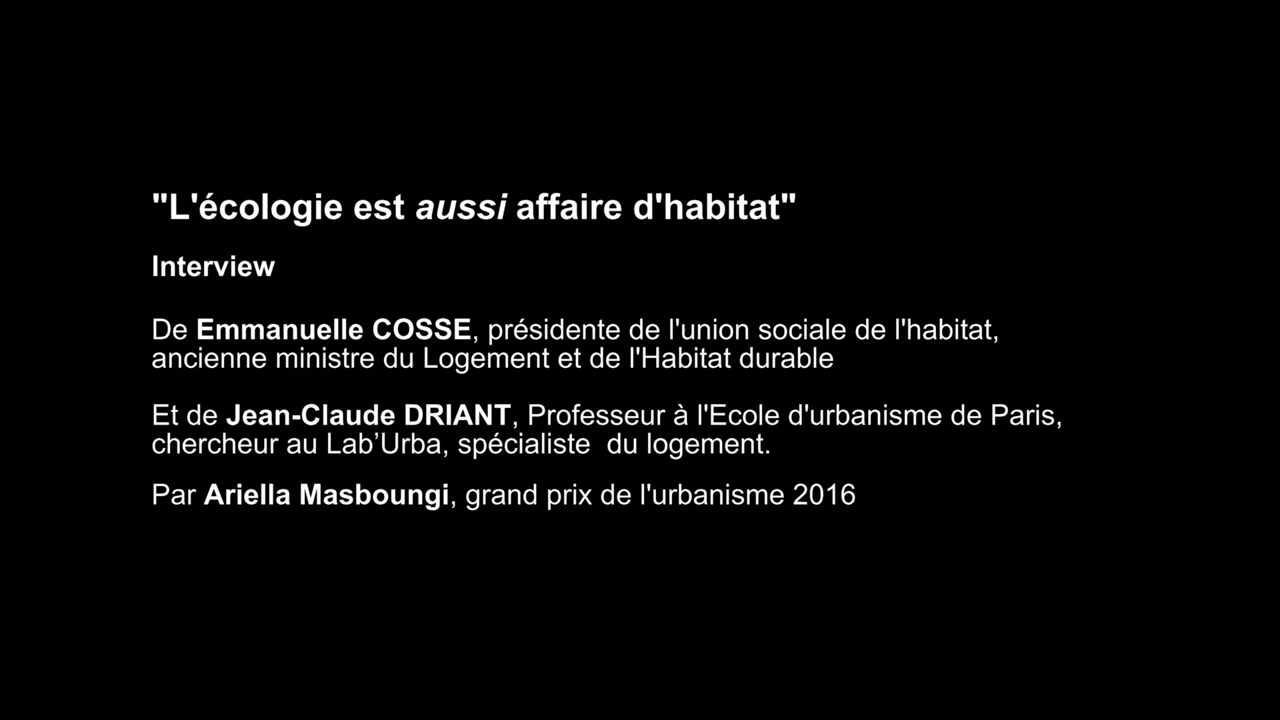 "L'écologie est aussi affaire d'habitat"
Interview
De Emmanuelle COSSE, présidente de l'union sociale de l'habitat,
ancienne ministre du Logement et de l'Habitat durable
Et de Jean-Claude DRIANT, Professeur à l'Ecole d'urbanisme de Paris,
chercheur au Lab’Urba, spécialiste  du logement.
Par Ariella Masboungi, grand prix de l'urbanisme 2016